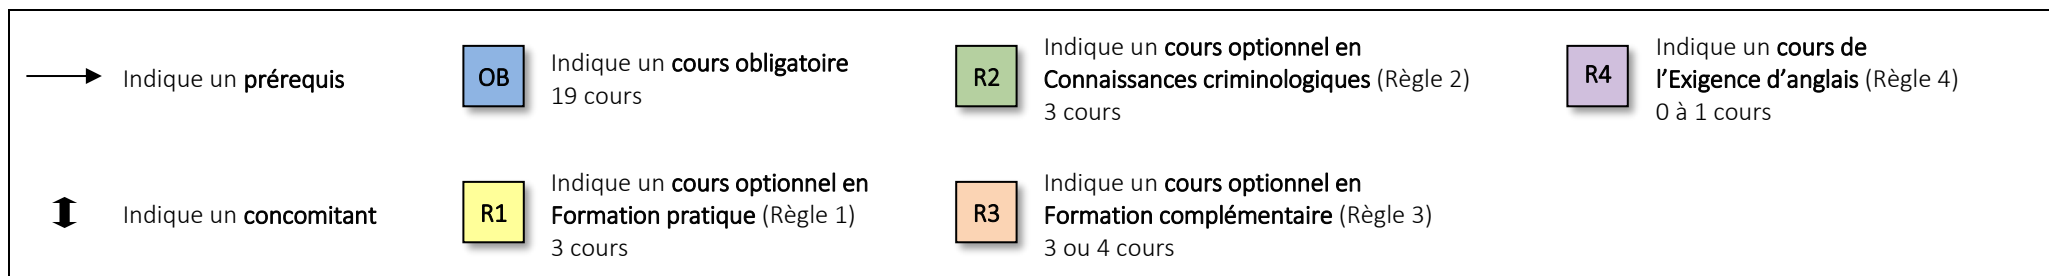 Indique un prérequis
OB
Indique un cours obligatoire
19 cours
R2
Indique un cours optionnel en
Connaissances criminologiques (Règle 2)
3 cours
R4
Indique un cours de
l'Exigence d'anglais (Règle 4)
0 à 1 cours
Indique un concomitant
R1
Indique un cours optionnel en
Formation pratique (Règle 1)
3 cours
R3
Indique un cours optionnel en
Formation complémentaire (Règle 3)
3 ou 4 cours